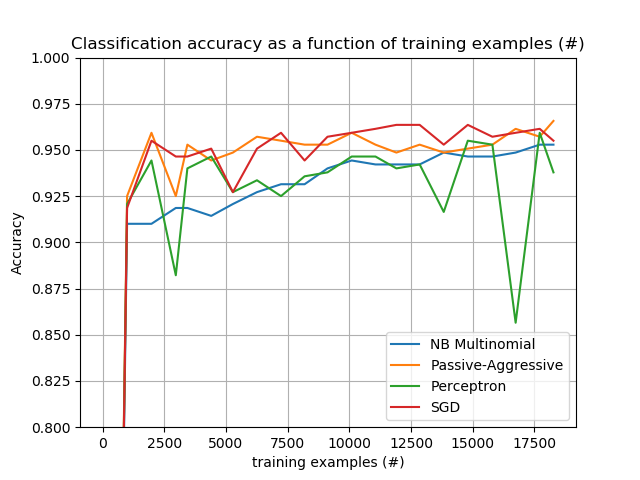 Classification accuracy as a function of training examples (#)
1.000
0.975
0.950
0.925
0.900
0.875
0.850
0.825
0.800
Accuracy
NB Multinomial
Passive-Aggressive
Perceptron
SGD
0 2500 5000 7500 10000 12500 15000 17500
training examples (#)